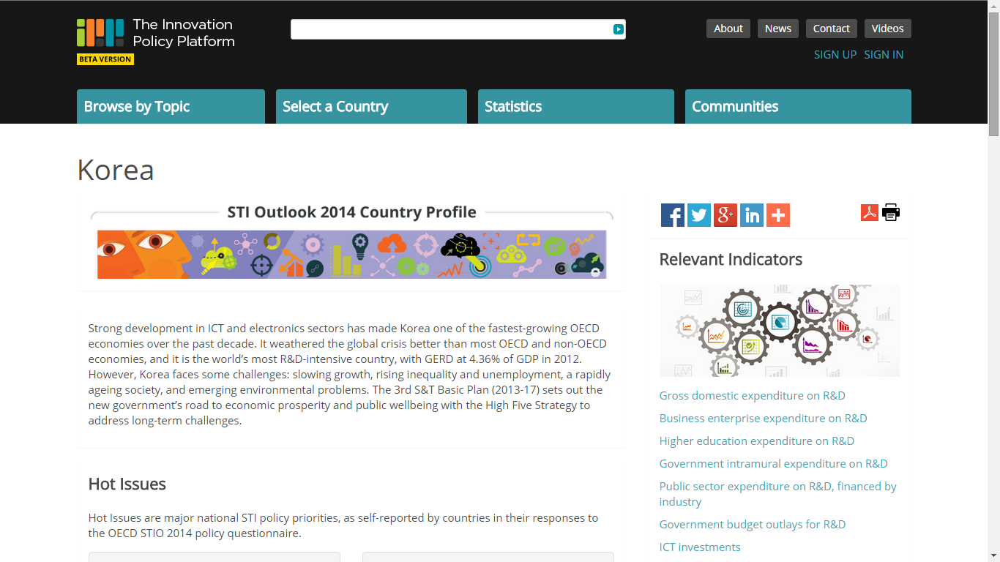 The Innovation
Policy Platform
BETA VERSION
About News Contact Videos
SIGN UP SIGN IN
Browse by Topic Select a Country Statistics Communities
Korea
STI Outlook 2014 Country Profile
Strong development in ICT and electronics sectors has made Korea one of the fastest-growing OECD
economies over the past decade. It weathered the global crisis better than most OECD and non-OECD
economies, and it is the world’s most R&D-intensive country, with GERD at 4.36% of GDP in 2012.
However, Korea faces some challenges: slowing growth, rising inequality and unemployment, a rapidly
ageing society, and emerging environmental problems. The 3rd S&T Basic Plan (2013-17) sets out the
new government’s road to economic prosperity and public wellbeing with the High Five Strategy to
address long-term challenges.
Hot Issues
Hot Issues are major national STI policy priorities, as self-reported by countries in their responses to
the OECD STIO 2014 policy questionnaire.
Relevant Indicators
Gross domestic expenditure on R&D
Business enterprise expenditure on R&D
Higher education expenditure on R&D
Government intramural expenditure on R&D
Public sector expenditure on R&D, financed by
industry
Government budget outlays for R&D
ICT investments